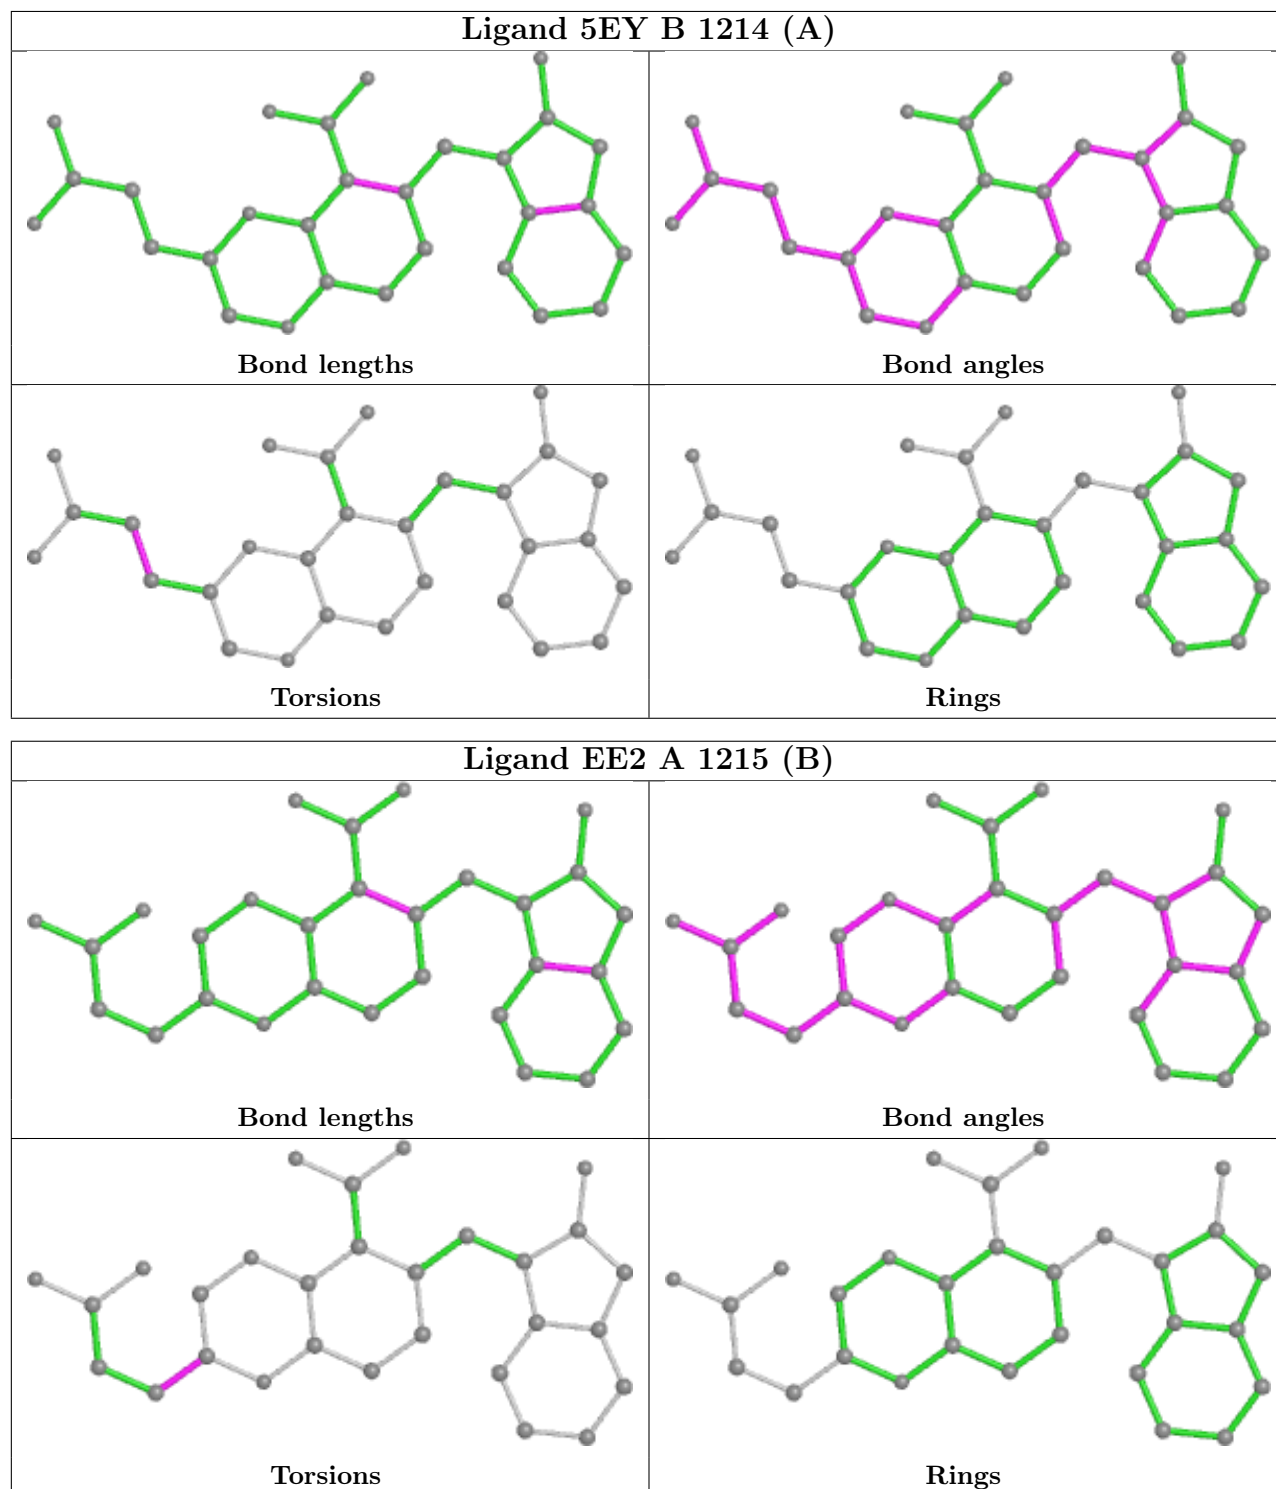 Ligand 5EY B 1214 (A)
Bond lengths
Bond angles
Torsions
Rings
Ligand EE2 A 1215 (B)
Bond lengths
Bond angles
Torsions
Rings